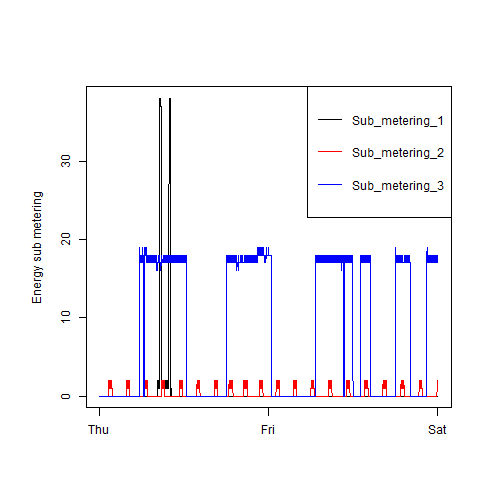 Sub_metering_1
Sub_metering_2
Sub_metering_3
Energy sub metering
30
20
10
0
Thu Fri Sat